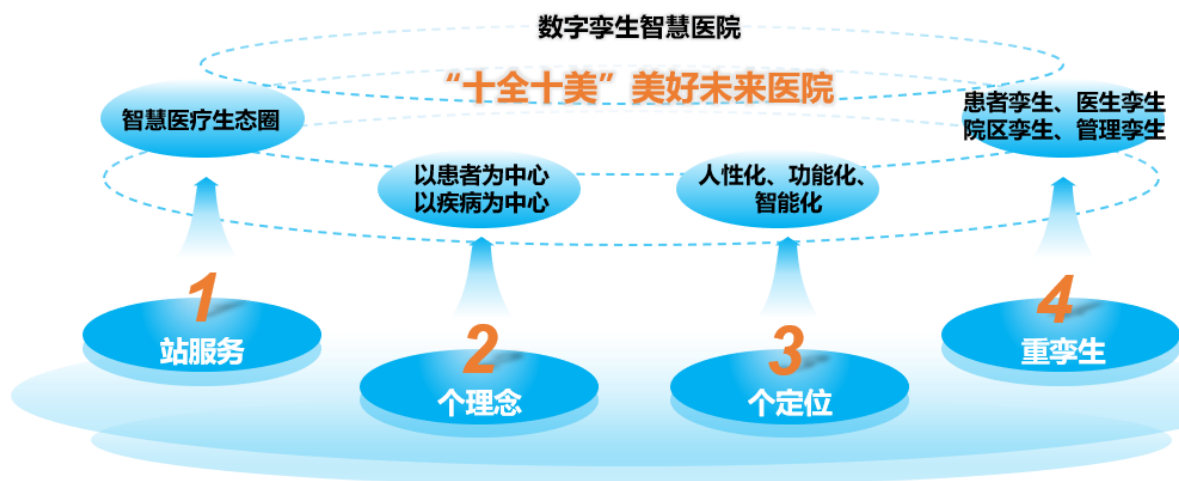 数字孪生智慧医院
“十全十美”美好未来医院
智慧医疗生态圈
以患者为中心
以疾病为中心
人性化、功能化、
智能化
患者孪生、医生孪生
院区孪生、管理孪生
1
站服务
2
个理念
3
个定位
4
重孪生